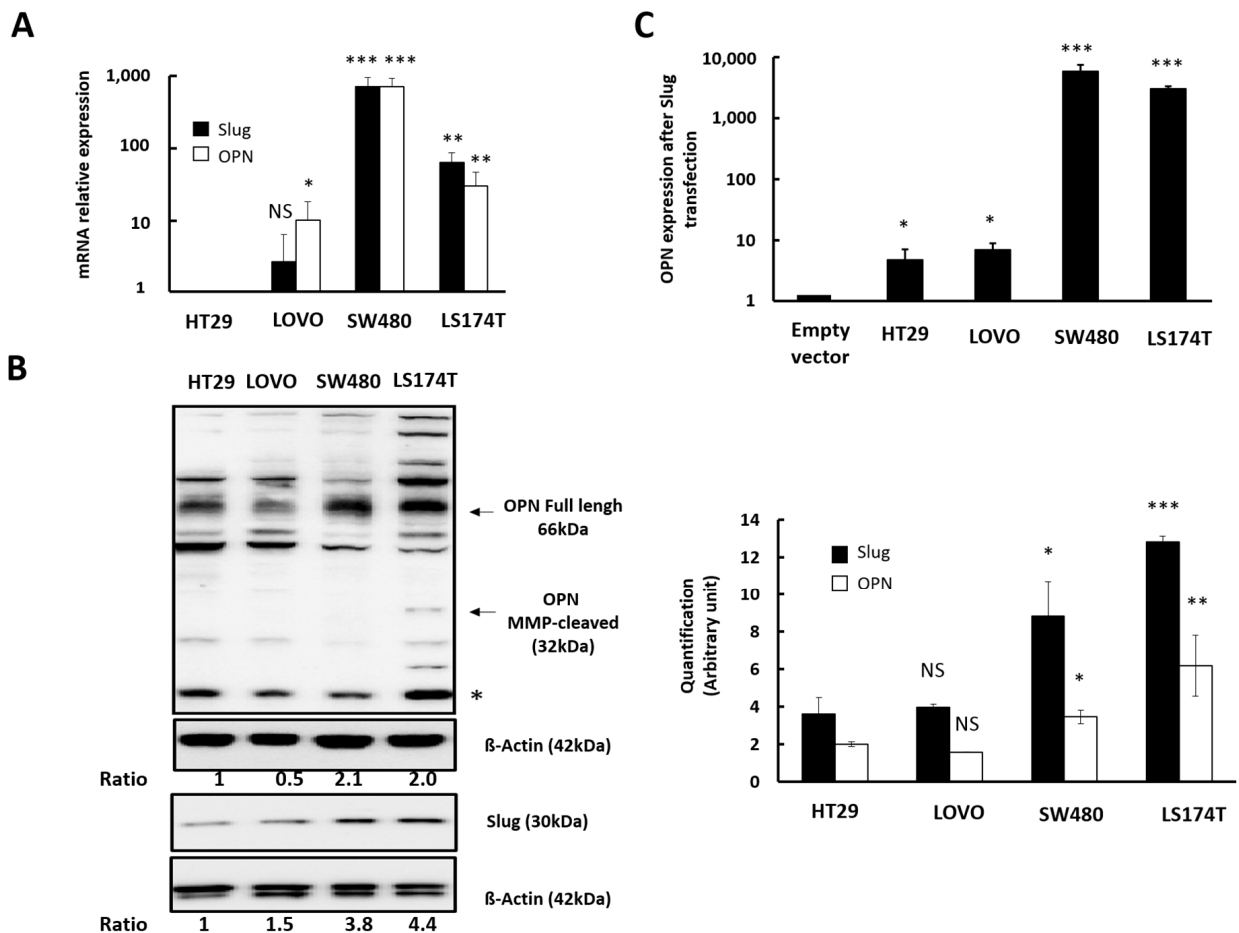 A
mRNA relative expression
1,000
100
10
1
Slug
OPN
NS
*
*** ***
**
**
HT29 LOVO SW480 LS174T
B
HT29 LOVO SW480 LS174T
OPN Full lengh
66kDa
OPN
MMP-cleaved
(32kDa)
*
ß-Actin (42kDa)
Ratio 1 0.5 2.1 2.0
Slug (30kDa)
ß-Actin (42kDa)
Ratio 1 1.5 3.8 4.4
C
OPN expression after Slug
transfection
10,000
1,000
100
10
1
*
*
***
***
Empty
vector
HT29 LOVO SW480 LS174T
Quantification
(Arbitrary unit)
14
12
10
8
6
4
2
0
Slug
OPN
NS
NS
*
*
***
**
HT29 LOVO SW480 LS174T